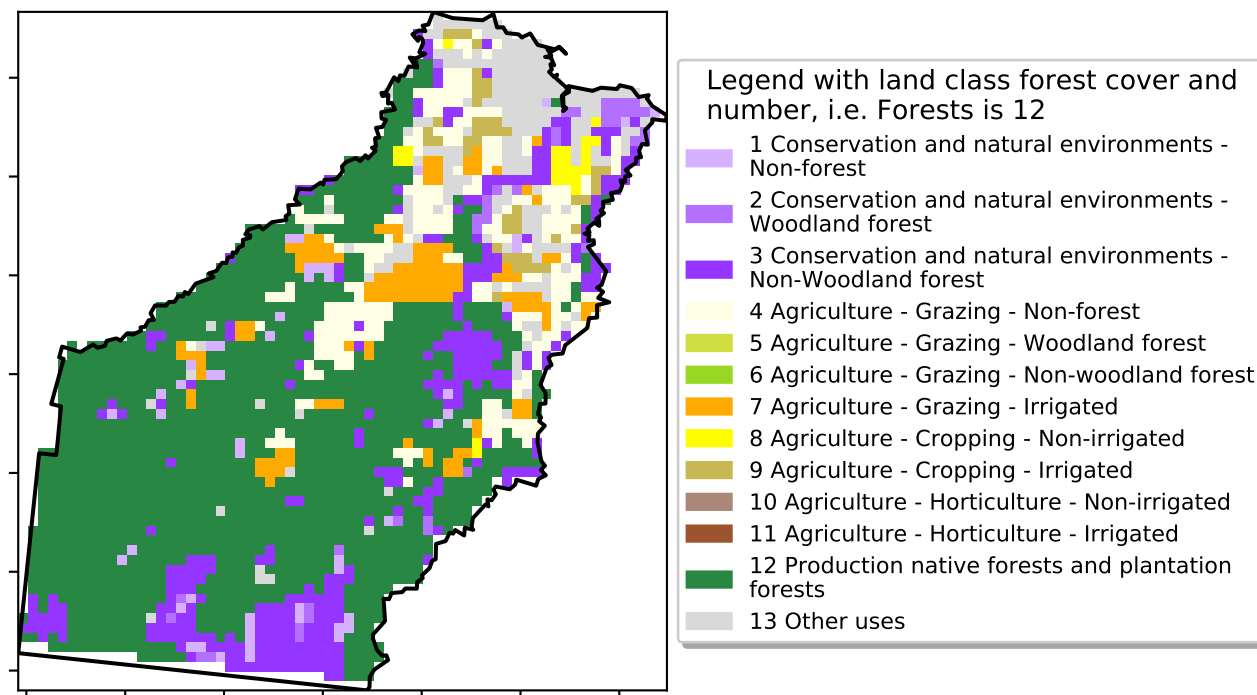 Legend with land class forest cover and
number, i.e. Forests is 12
1 Conservation and natural environments -
Non-forest
2 Conservation and natural environments -
Woodland forest
3 Conservation and natural environments -
Non-Woodland forest
4 Agriculture - Grazing - Non-forest
5 Agriculture - Grazing - Woodland forest
6 Agriculture - Grazing - Non-woodland forest
7 Agriculture - Grazing - Irrigated
8 Agriculture - Cropping - Non-irrigated
9 Agriculture - Cropping - Irrigated
10 Agriculture - Horticulture - Non-irrigated
11 Agriculture - Horticulture - Irrigated
12 Production native forests and plantation
forests
13 Other uses